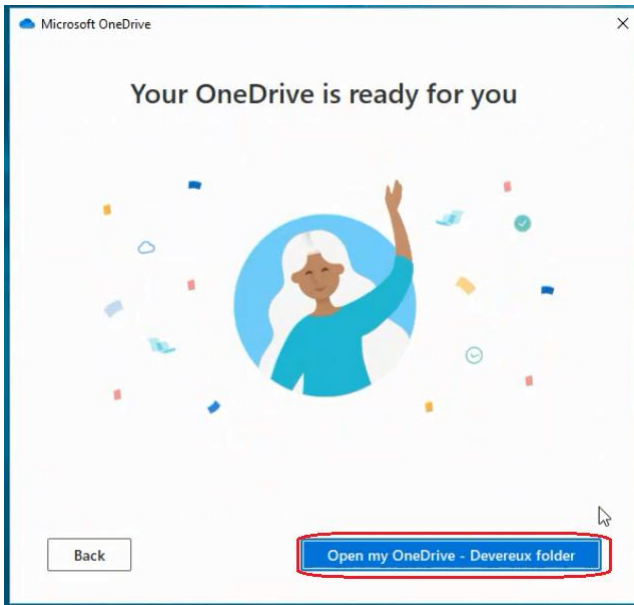 Microsoft OneDrive
Your OneDrive is ready for you
Back
Open my OneDrive - Devereux folder